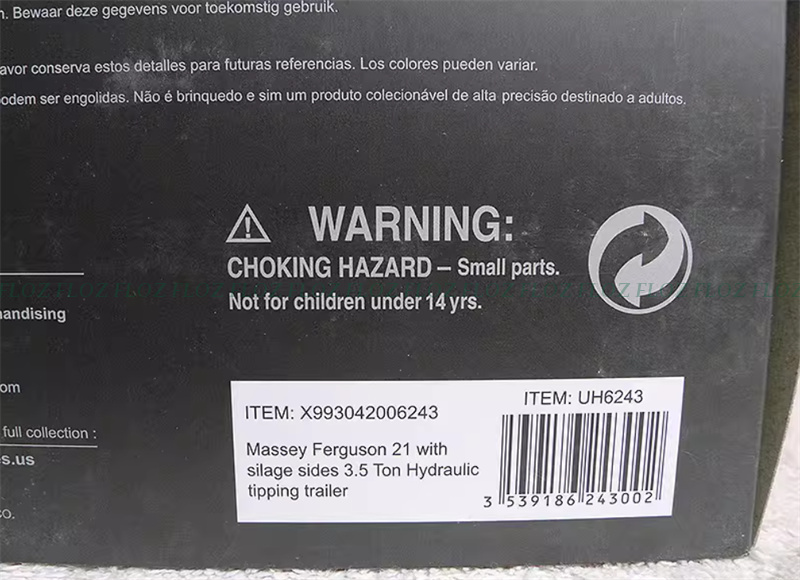 n. Bewaar deze gegevens voor toekomstig gebruik.
avor conserva estos detalles para futuras referencias. Los colores pueden variar.
odem ser engolidas. Não é brinquedo e sim um produto colecionável de alta precisão destinado a adultos.
WARNING:
CHOKING HAZARD – Small parts.
Not for children under 14 yrs.
andising
om
full collection :
s.us
CO.
ITEM: X993042006243
Massey Ferguson 21 with
silage sides 3.5 Ton Hydraulic
tipping trailer
ITEM: UH6243
3 539186 243002